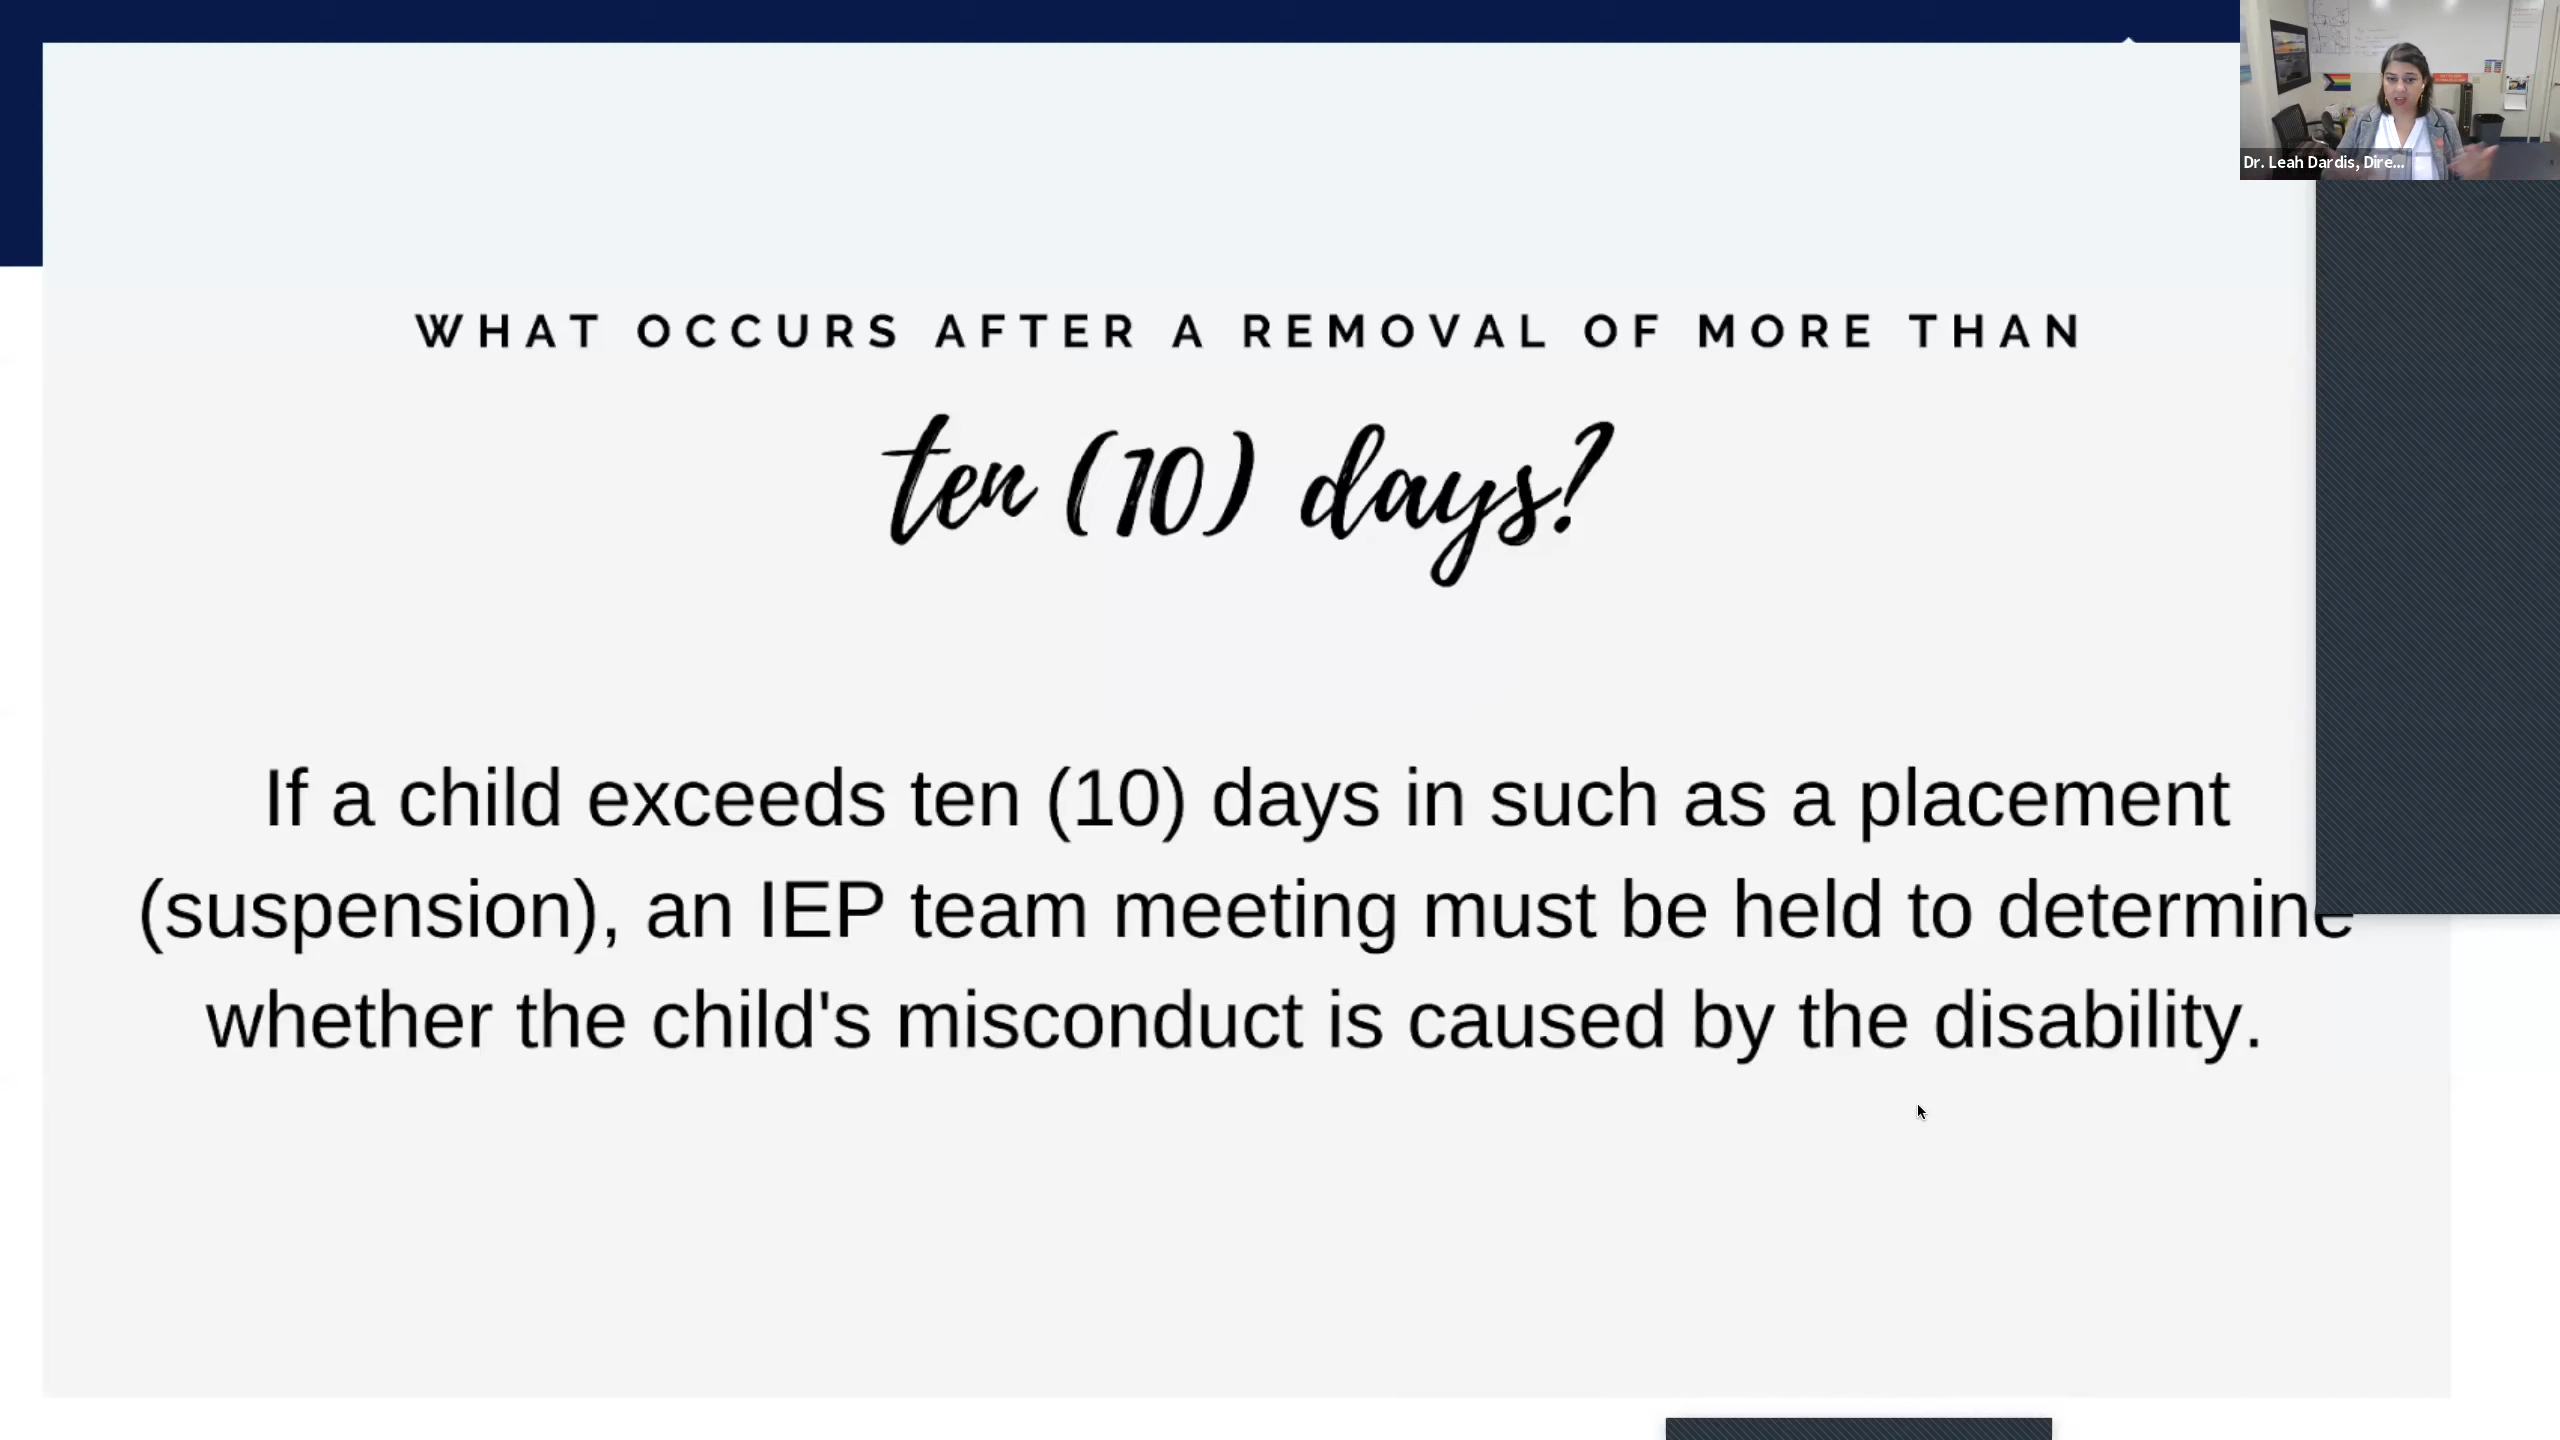 WHAT OCCURS AFTER A REMOVAL OF MORE THAN
ten (10) days?
If a child exceeds ten (10) days in such as a placement
(suspension), an IEP team meeting must be held to determine
whether the child's misconduct is caused by the disability.
Dr. Leah Dardis, Dire...